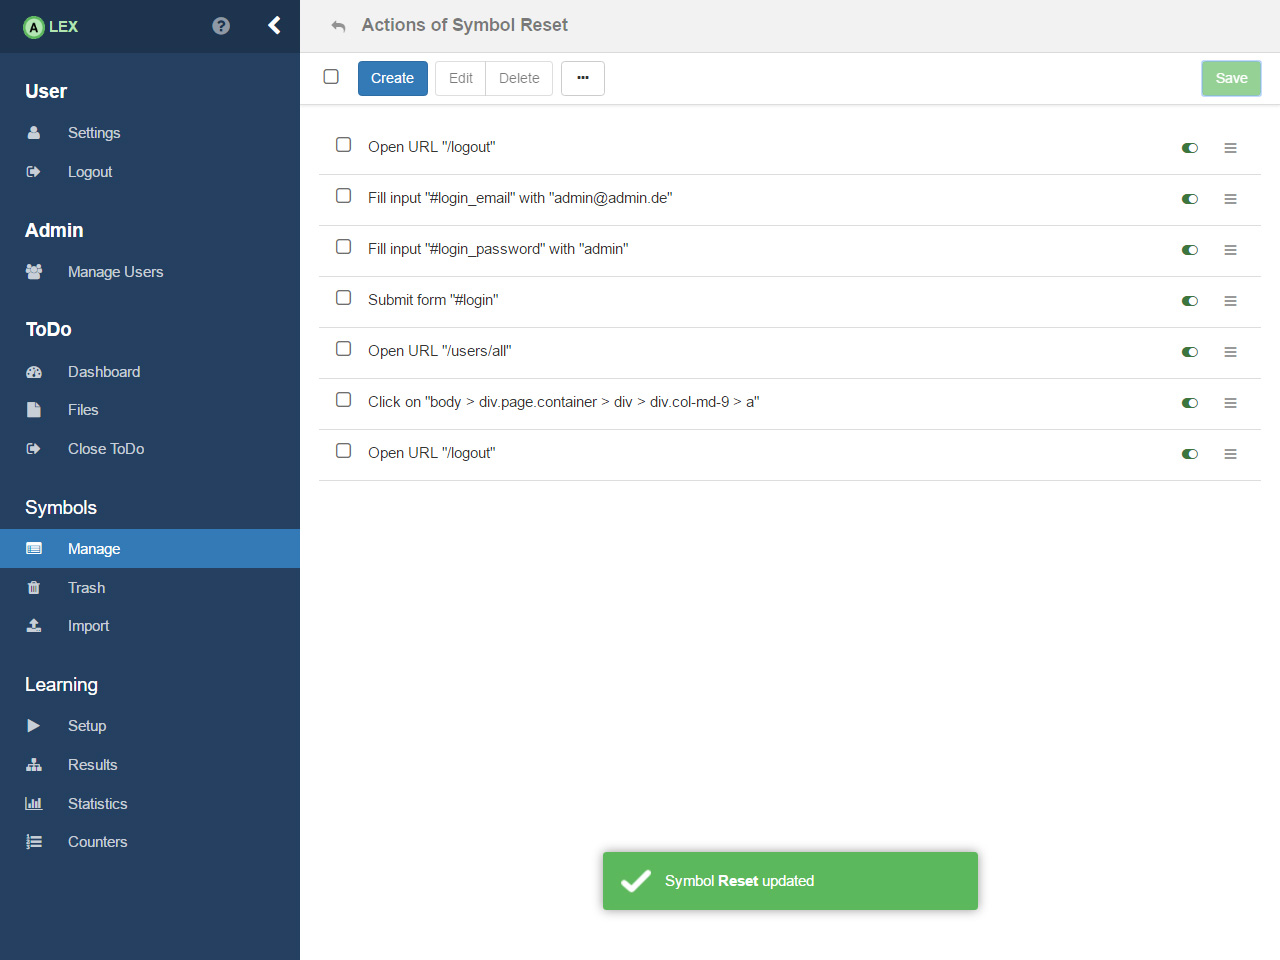 A LEX
Actions of Symbol Reset
Create Edit Delete ··· Save
User
Settings
Logout
Admin
Manage Users
ToDo
Dashboard
Files
Close ToDo
Symbols
Manage
Trash
Import
Learning
Setup
Results
Statistics
Counters
Open URL "/logout"
Fill input "#login_email" with "admin@admin.de"
Fill input "#login_password" with "admin"
Submit form "#login"
Open URL "/users/all"
Click on "body > div.page.container > div > div.col-md-9 > a"
Open URL "/logout"
Symbol Reset updated